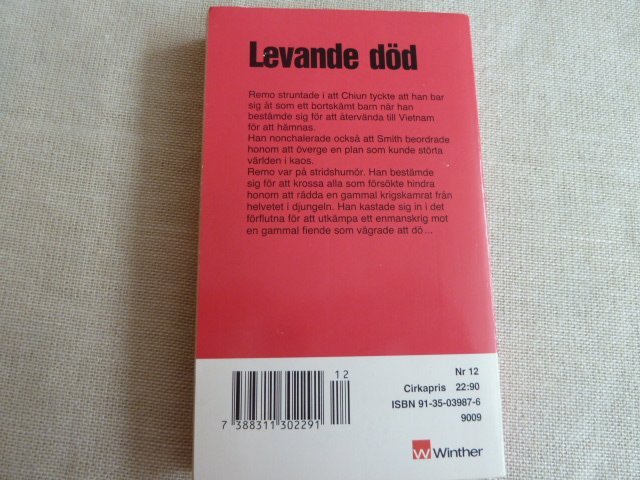 Levande död
Remo struntade i att Chiun tyckte att han bar
sig åt som ett bortskämt barn när han
bestämde sig för att återvända till Vietnam
för att hämnas.
Han nonchalerade också att Smith beordrade
honom att överge en plan som kunde störta
världen i kaos.
Remo var på stridshumör. Han bestämde
sig för att krossa alla som försökte hindra
honom att rädda en gammal krigskamrat från
helvetet i djungeln. Han kastade sig in i det
förflutna för att utkämpa ett enmanskrig mot
en gammal fiende som vägrade att dö ...
12
7 388311 302291
Nr 12
Cirkapris 22:90
ISBN 91-35-03987-6
9009
W Winther